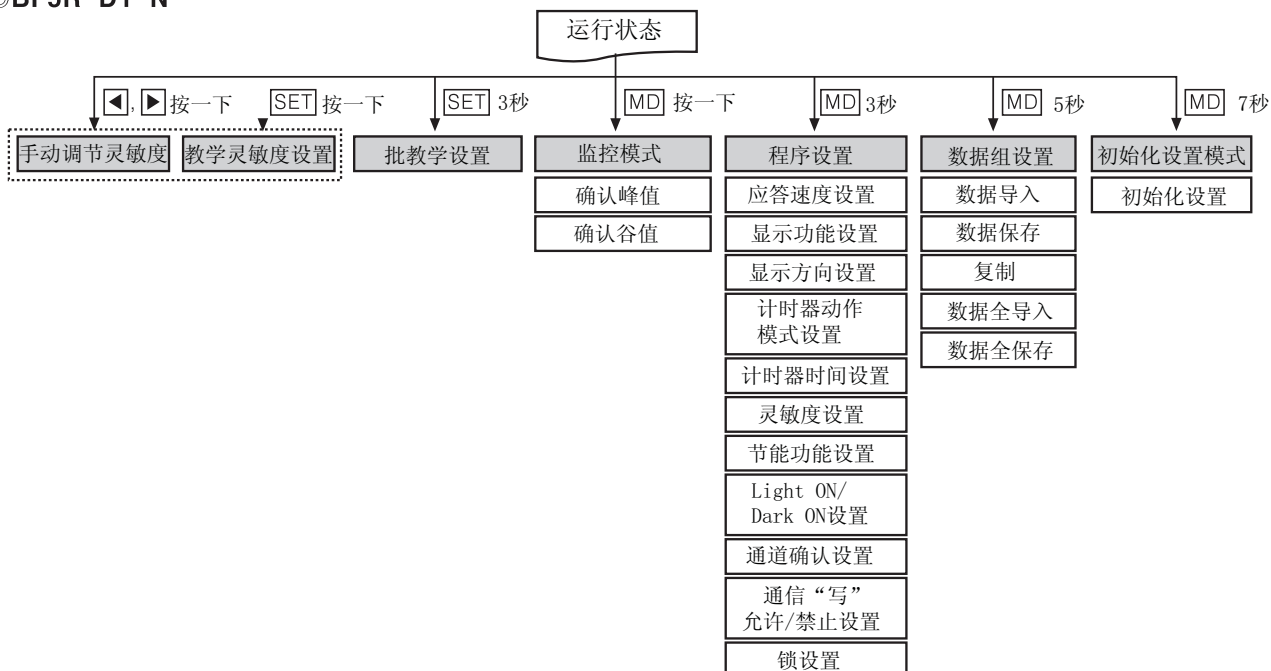 运行状态
◀, ▶ 按一下
SET 按一下
SET 3秒
MD 按一下
MD 3秒
MD 5秒
MD 7秒
手动调节灵敏度
教学灵敏度设置
批教学设置
监控模式
程序设置
数据组设置
初始化设置模式
确认峰值
确认谷值
应答速度设置
显示功能设置
显示方向设置
计时器动作
模式设置
计时器时间设置
灵敏度设置
节能功能设置
Light ON/
Dark ON设置
通道确认设置
通信“写”
允许/禁止设置
锁设置
数据导入
数据保存
复制
数据全导入
数据全保存
初始化设置